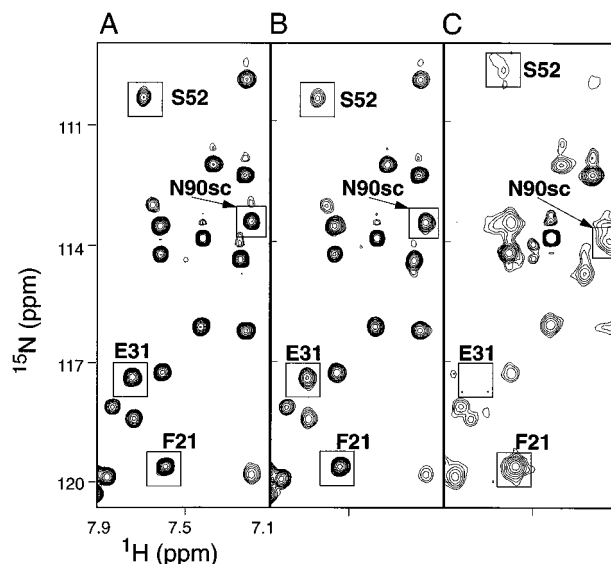 A B C
S52 S52 S52
111
N90sc N90sc N90sc
114
¹⁵N (ppm)
E31 E31 E31
117
F21 F21 F21
120
7.9 7.5 7.1
¹H (ppm)